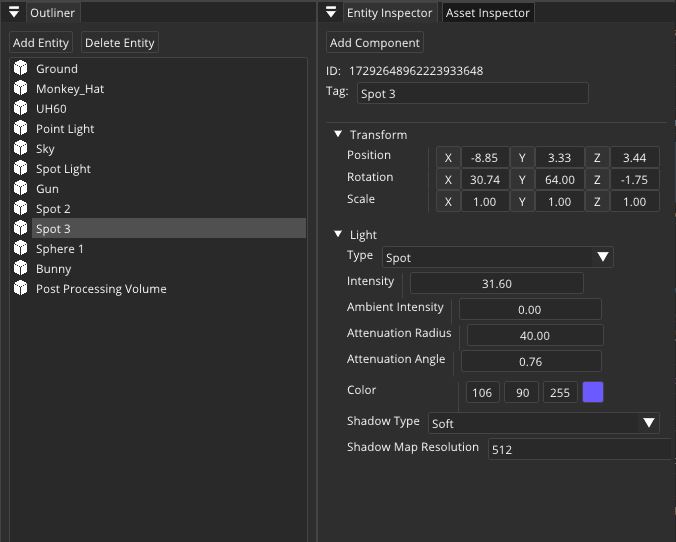 Outliner
Add Entity Delete Entity
Ground
Monkey_Hat
UH60
Point Light
Sky
Spot Light
Gun
Spot 2
Spot 3
Sphere 1
Bunny
Post Processing Volume
Entity Inspector Asset Inspector
Add Component
ID: 17292648962223933648
Tag: Spot 3
Transform
Position X -8.85 Y 3.33 Z 3.44
Rotation X 30.74 Y 64.00 Z -1.75
Scale X 1.00 Y 1.00 Z 1.00
Light
Type Spot
Intensity 31.60
Ambient Intensity 0.00
Attenuation Radius 40.00
Attenuation Angle 0.76
Color 106 90 255
Shadow Type Soft
Shadow Map Resolution 512